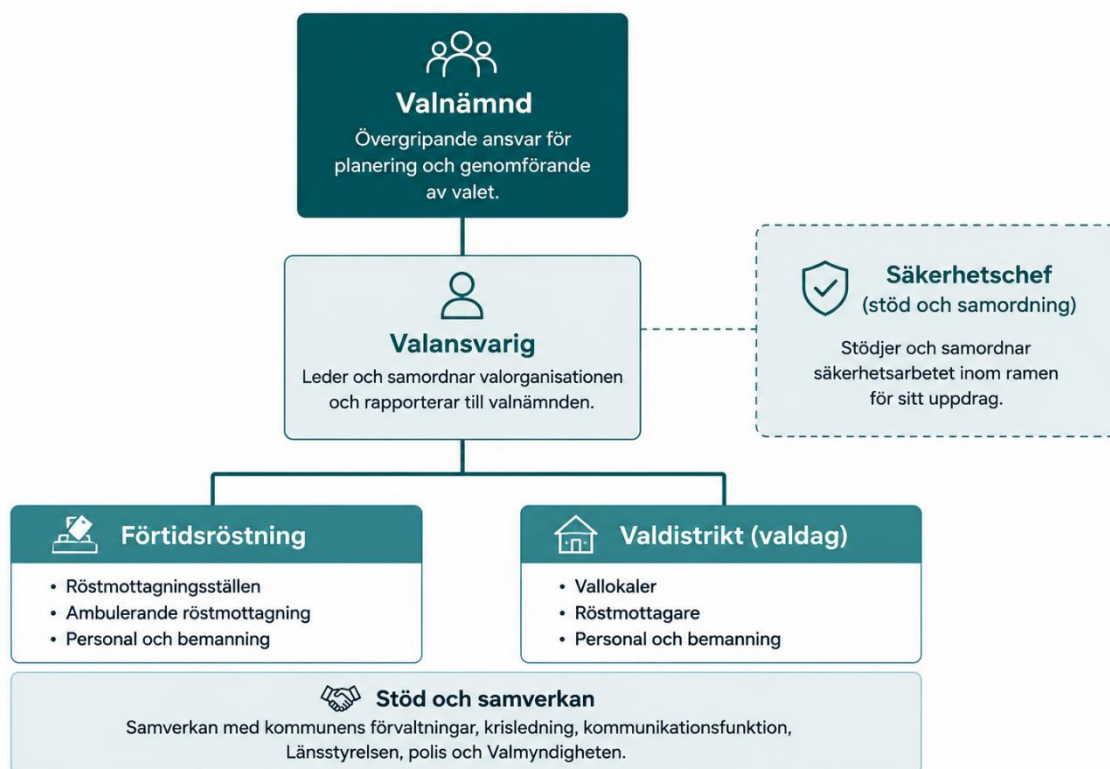 Valnämnd
Övergripande ansvar för
planering och genomförande
av valet.
Valansvarig
Leder och samordnar valorganisationen
och rapporterar till valnämnden.
Säkerhetschef
(stöd och samordning)
Stödjer och samordnar
säkerhetsarbetet inom ramen
för sitt uppdrag.
Förtidsröstning
• Röstmottagningsställen
• Ambulerande röstmottagning
• Personal och bemanning
Valdistrikt (valdag)
• Vallokaler
• Röstmottagare
• Personal och bemanning
Stöd och samverkan
Samverkan med kommunens förvaltningar, krisledning, kommunikationsfunktion,
Länsstyrelsen, polis och Valmyndigheten.